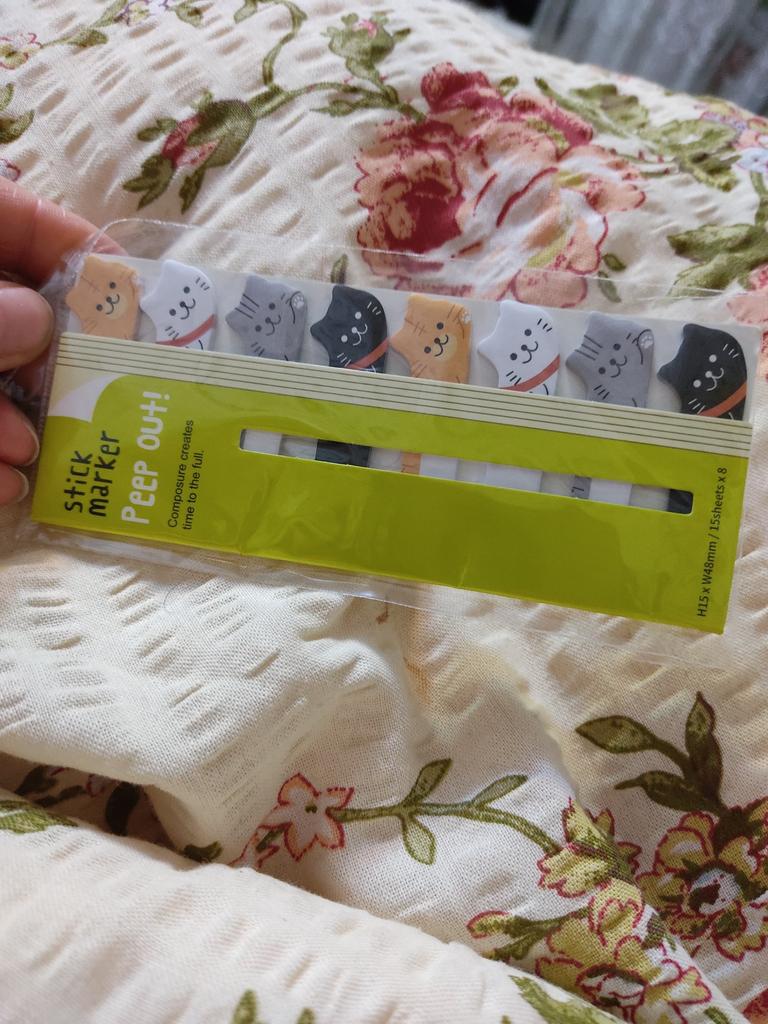 stick
marker
Peep out!
Composure creates
time to the full.
H15 x W48mm / 15sheets x 8